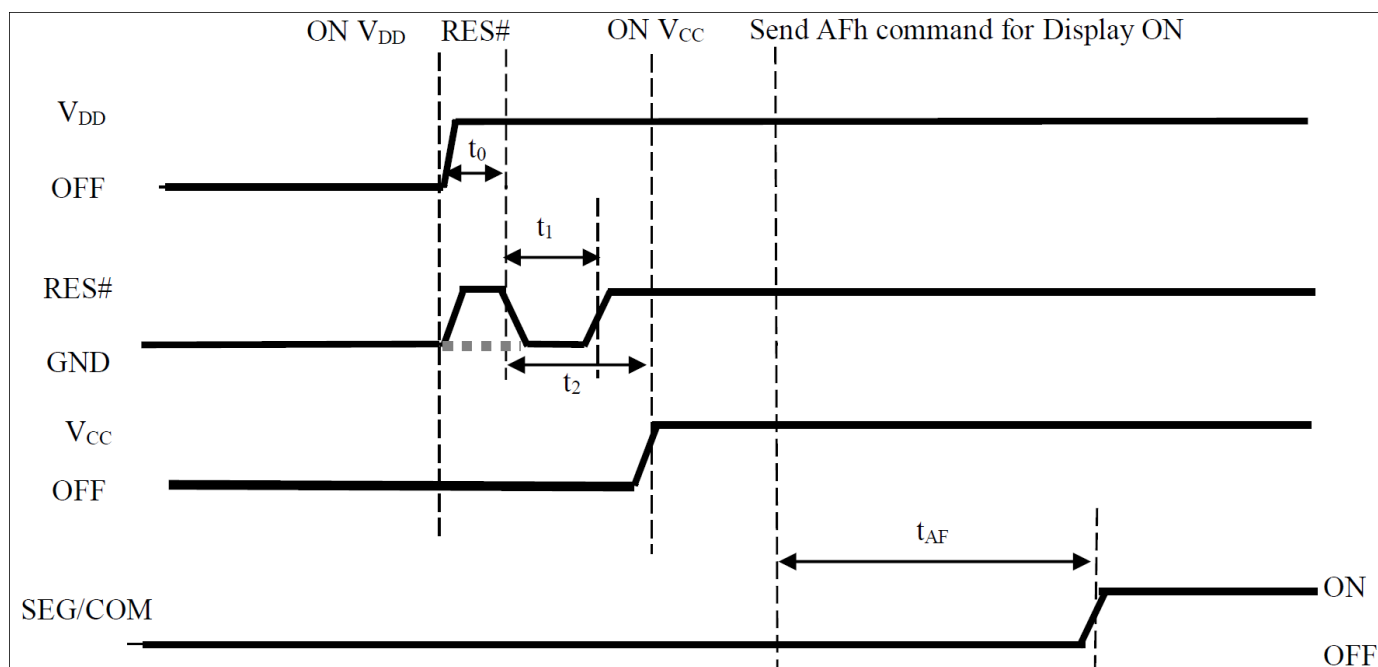 ON VDD RES# ON VCC Send AFh command for Display ON
VDD
t0
OFF
t1
RES#
GND
t2
VCC
OFF
tAF
ON
SEG/COM
OFF